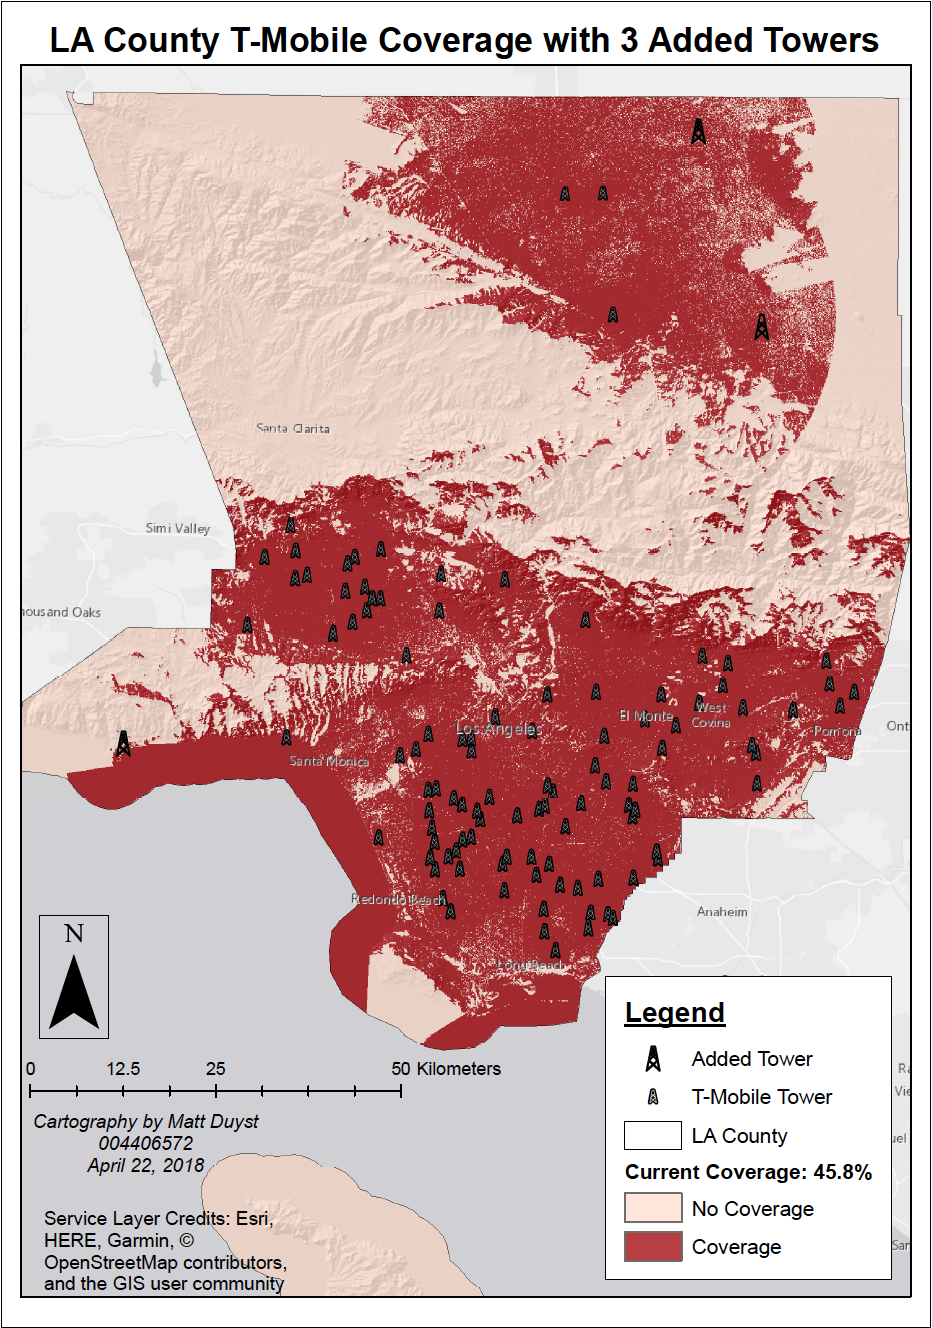 LA County T-Mobile Coverage with 3 Added Towers
Santa Clarita
Simi Valley
housand Oaks
Los Angeles
El Monte
West
Covina
Pomona
Ont
Santa Monica
Redondo Beach
Anaheim
Long Beach
N
0 12.5 25 50 Kilometers
Cartography by Matt Duyst
004406572
April 22, 2018
Service Layer Credits: Esri,
HERE, Garmin, ©
OpenStreetMap contributors,
and the GIS user community
Legend
Added Tower
T-Mobile Tower
LA County
Current Coverage: 45.8%
No Coverage
Coverage
Vie
uel
San